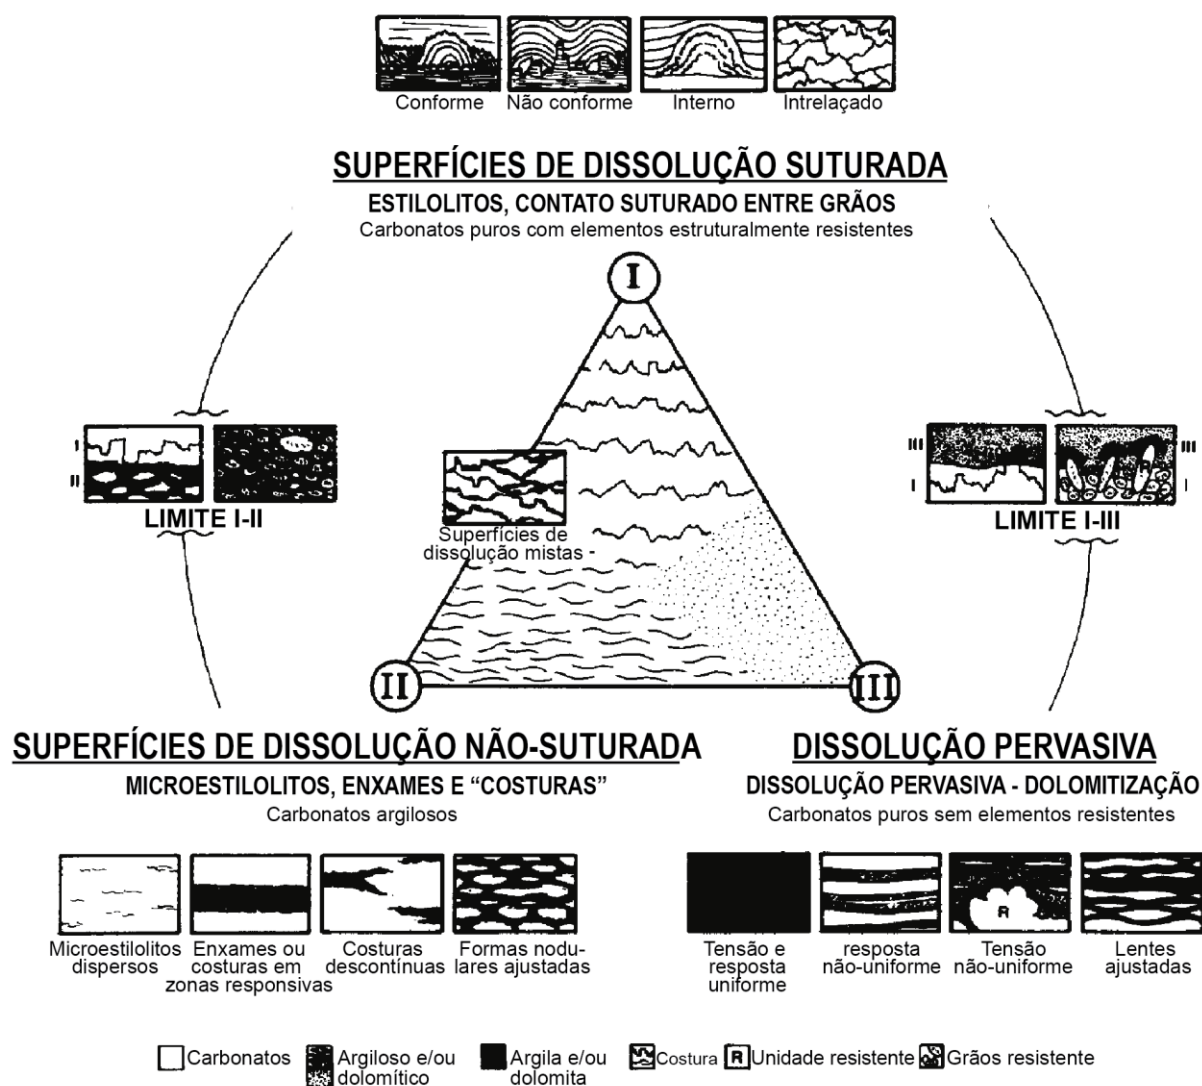 Conforme
Não conforme
Interno
Intrelaçado
SUPERFÍCIES DE DISSOLUÇÃO SUTURADA
ESTILOLITOS, CONTATO SUTURADO ENTRE GRÃOS
Carbonatos puros com elementos estruturalmente resistentes
I
I
II
LIMITE I-II
Superfícies de
dissolução mistas -
III
I
R
III
I
LIMITE I-III
II
III
SUPERFÍCIES DE DISSOLUÇÃO NÃO-SUTURADA
MICROESTILOLITOS, ENXAMES E “COSTURAS”
Carbonatos argilosos
DISSOLUÇÃO PERVASIVA
DISSOLUÇÃO PERVASIVA - DOLOMITIZAÇÃO
Carbonatos puros sem elementos resistentes
Microestilolitos
dispersos
Enxames ou
costuras em
zonas responsivas
Costuras
descontínuas
Formas nodu-
lares ajustadas
Tensão e
resposta
uniforme
resposta
não-uniforme
R
Tensão
não-uniforme
Lentes
ajustadas
Carbonatos
Argiloso e/ou
dolomítico
Argila e/ou
dolomita
Costura
R
Unidade resistente
Grãos resistente